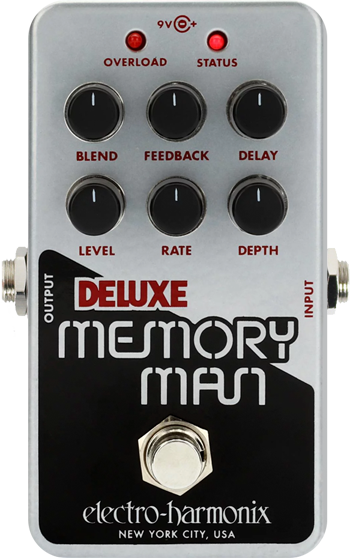 9V +
OVERLOAD STATUS
BLEND FEEDBACK DELAY
LEVEL RATE DEPTH
OUTPUT
INPUT
DELUXE
MEMORY
MAN
electro-harmonix
NEW YORK CITY, USA